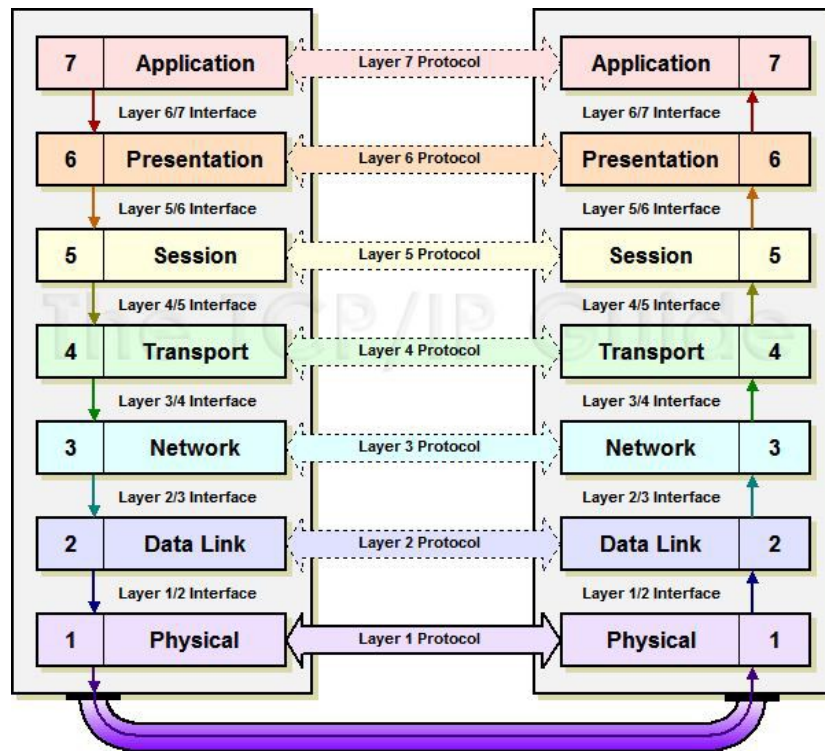 7 Application Layer 7 Protocol Application 7
Layer 6/7 Interface Layer 6/7 Interface
6 Presentation Layer 6 Protocol Presentation 6
Layer 5/6 Interface Layer 5/6 Interface
5 Session Layer 5 Protocol Session 5
Layer 4/5 Interface Layer 4/5 Interface
The TCP/IP Guide
4 Transport Layer 4 Protocol Transport 4
Layer 3/4 Interface Layer 3/4 Interface
3 Network Layer 3 Protocol Network 3
Layer 2/3 Interface Layer 2/3 Interface
2 Data Link Layer 2 Protocol Data Link 2
Layer 1/2 Interface Layer 1/2 Interface
1 Physical Layer 1 Protocol Physical 1